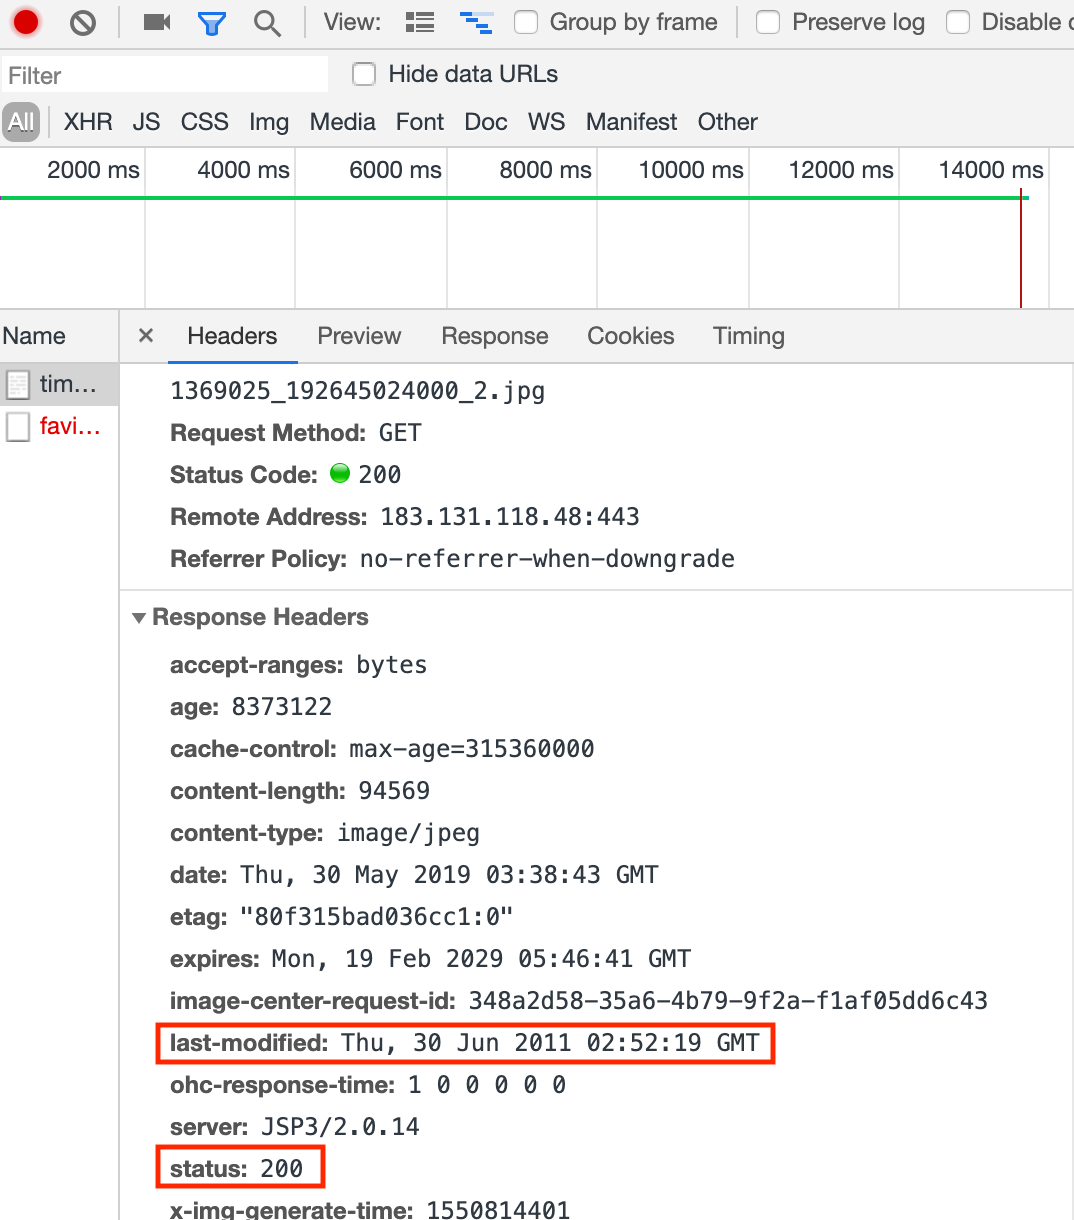 View: Group by frame Preserve log Disable c
Filter Hide data URLs
All XHR JS CSS Img Media Font Doc WS Manifest Other
2000 ms 4000 ms 6000 ms 8000 ms 10000 ms 12000 ms 14000 ms
Name × Headers Preview Response Cookies Timing
tim...
favi...
1369025_192645024000_2.jpg
Request Method: GET
Status Code: 200
Remote Address: 183.131.118.48:443
Referrer Policy: no-referrer-when-downgrade
Response Headers
accept-ranges: bytes
age: 8373122
cache-control: max-age=315360000
content-length: 94569
content-type: image/jpeg
date: Thu, 30 May 2019 03:38:43 GMT
etag: "80f315bad036cc1:0"
expires: Mon, 19 Feb 2029 05:46:41 GMT
image-center-request-id: 348a2d58-35a6-4b79-9f2a-f1af05dd6c43
last-modified: Thu, 30 Jun 2011 02:52:19 GMT
ohc-response-time: 1 0 0 0 0 0
server: JSP3/2.0.14
status: 200
x-img-generate-time: 1550814401